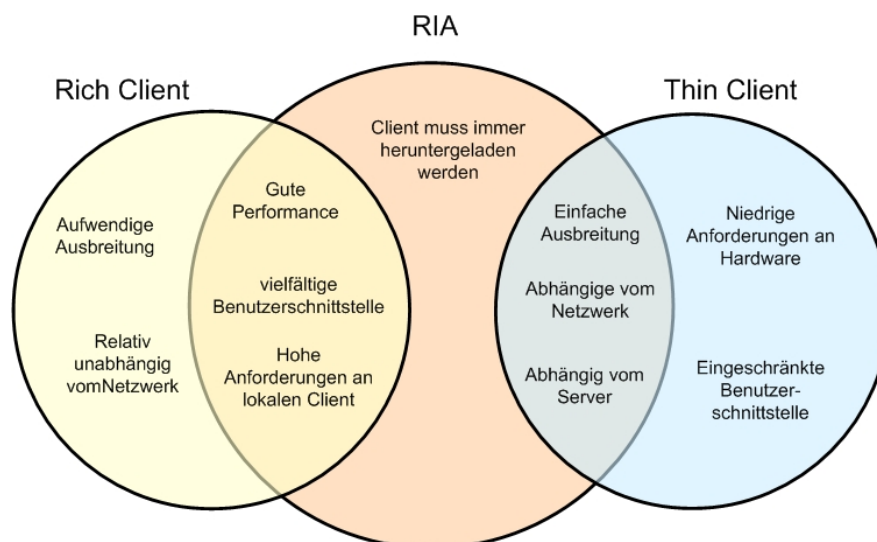 RIA
Rich Client
Thin Client
Client muss immer
heruntergeladen
werden
Gute
Performance
Aufwendige
Ausbreitung
vielfältige
Benutzerschnittstelle
Relativ
unabhängig
vomNetzwerk
Hohe
Anforderungen an
lokalen Client
Einfache
Ausbreitung
Abhängige vom
Netzwerk
Abhängig vom
Server
Niedrige
Anforderungen an
Hardware
Eingeschränkte
Benutzer-
schnittstelle